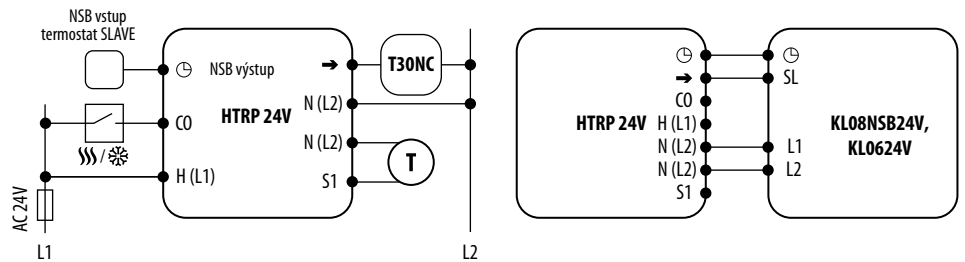 NSB vstup
termostat SLAVE
NSB výstup
➔
T30NC
N (L2)
CO
HTRP 24V
N (L2)
/
H (L1)
S1
AC 24V
L1
L2
➔
SL
CO
HTRP 24V
H (L1)
KL08NSB24V,
KL0624V
N (L2)
L1
N (L2)
L2
S1
T